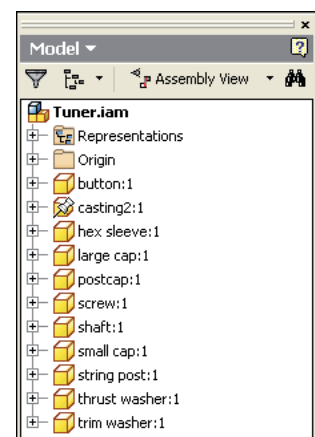 Model
Assembly View
Tuner.iam
Representations
Origin
button:1
casting2:1
hex sleeve:1
large cap:1
postcap:1
screw:1
shaft:1
small cap:1
string post:1
thrust washer:1
trim washer:1